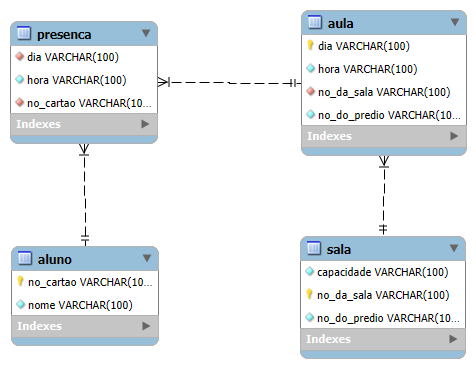 presenca
dia VARCHAR(100)
hora VARCHAR(100)
no_cartao VARCHAR(10...
Indexes
aula
dia VARCHAR(100)
hora VARCHAR(100)
no_da_sala VARCHAR(100)
no_do_predio VARCHAR(10...
Indexes
aluno
no_cartao VARCHAR(10...
nome VARCHAR(100)
Indexes
sala
capacidade VARCHAR(100)
no_da_sala VARCHAR(100)
no_do_predio VARCHAR(10...
Indexes